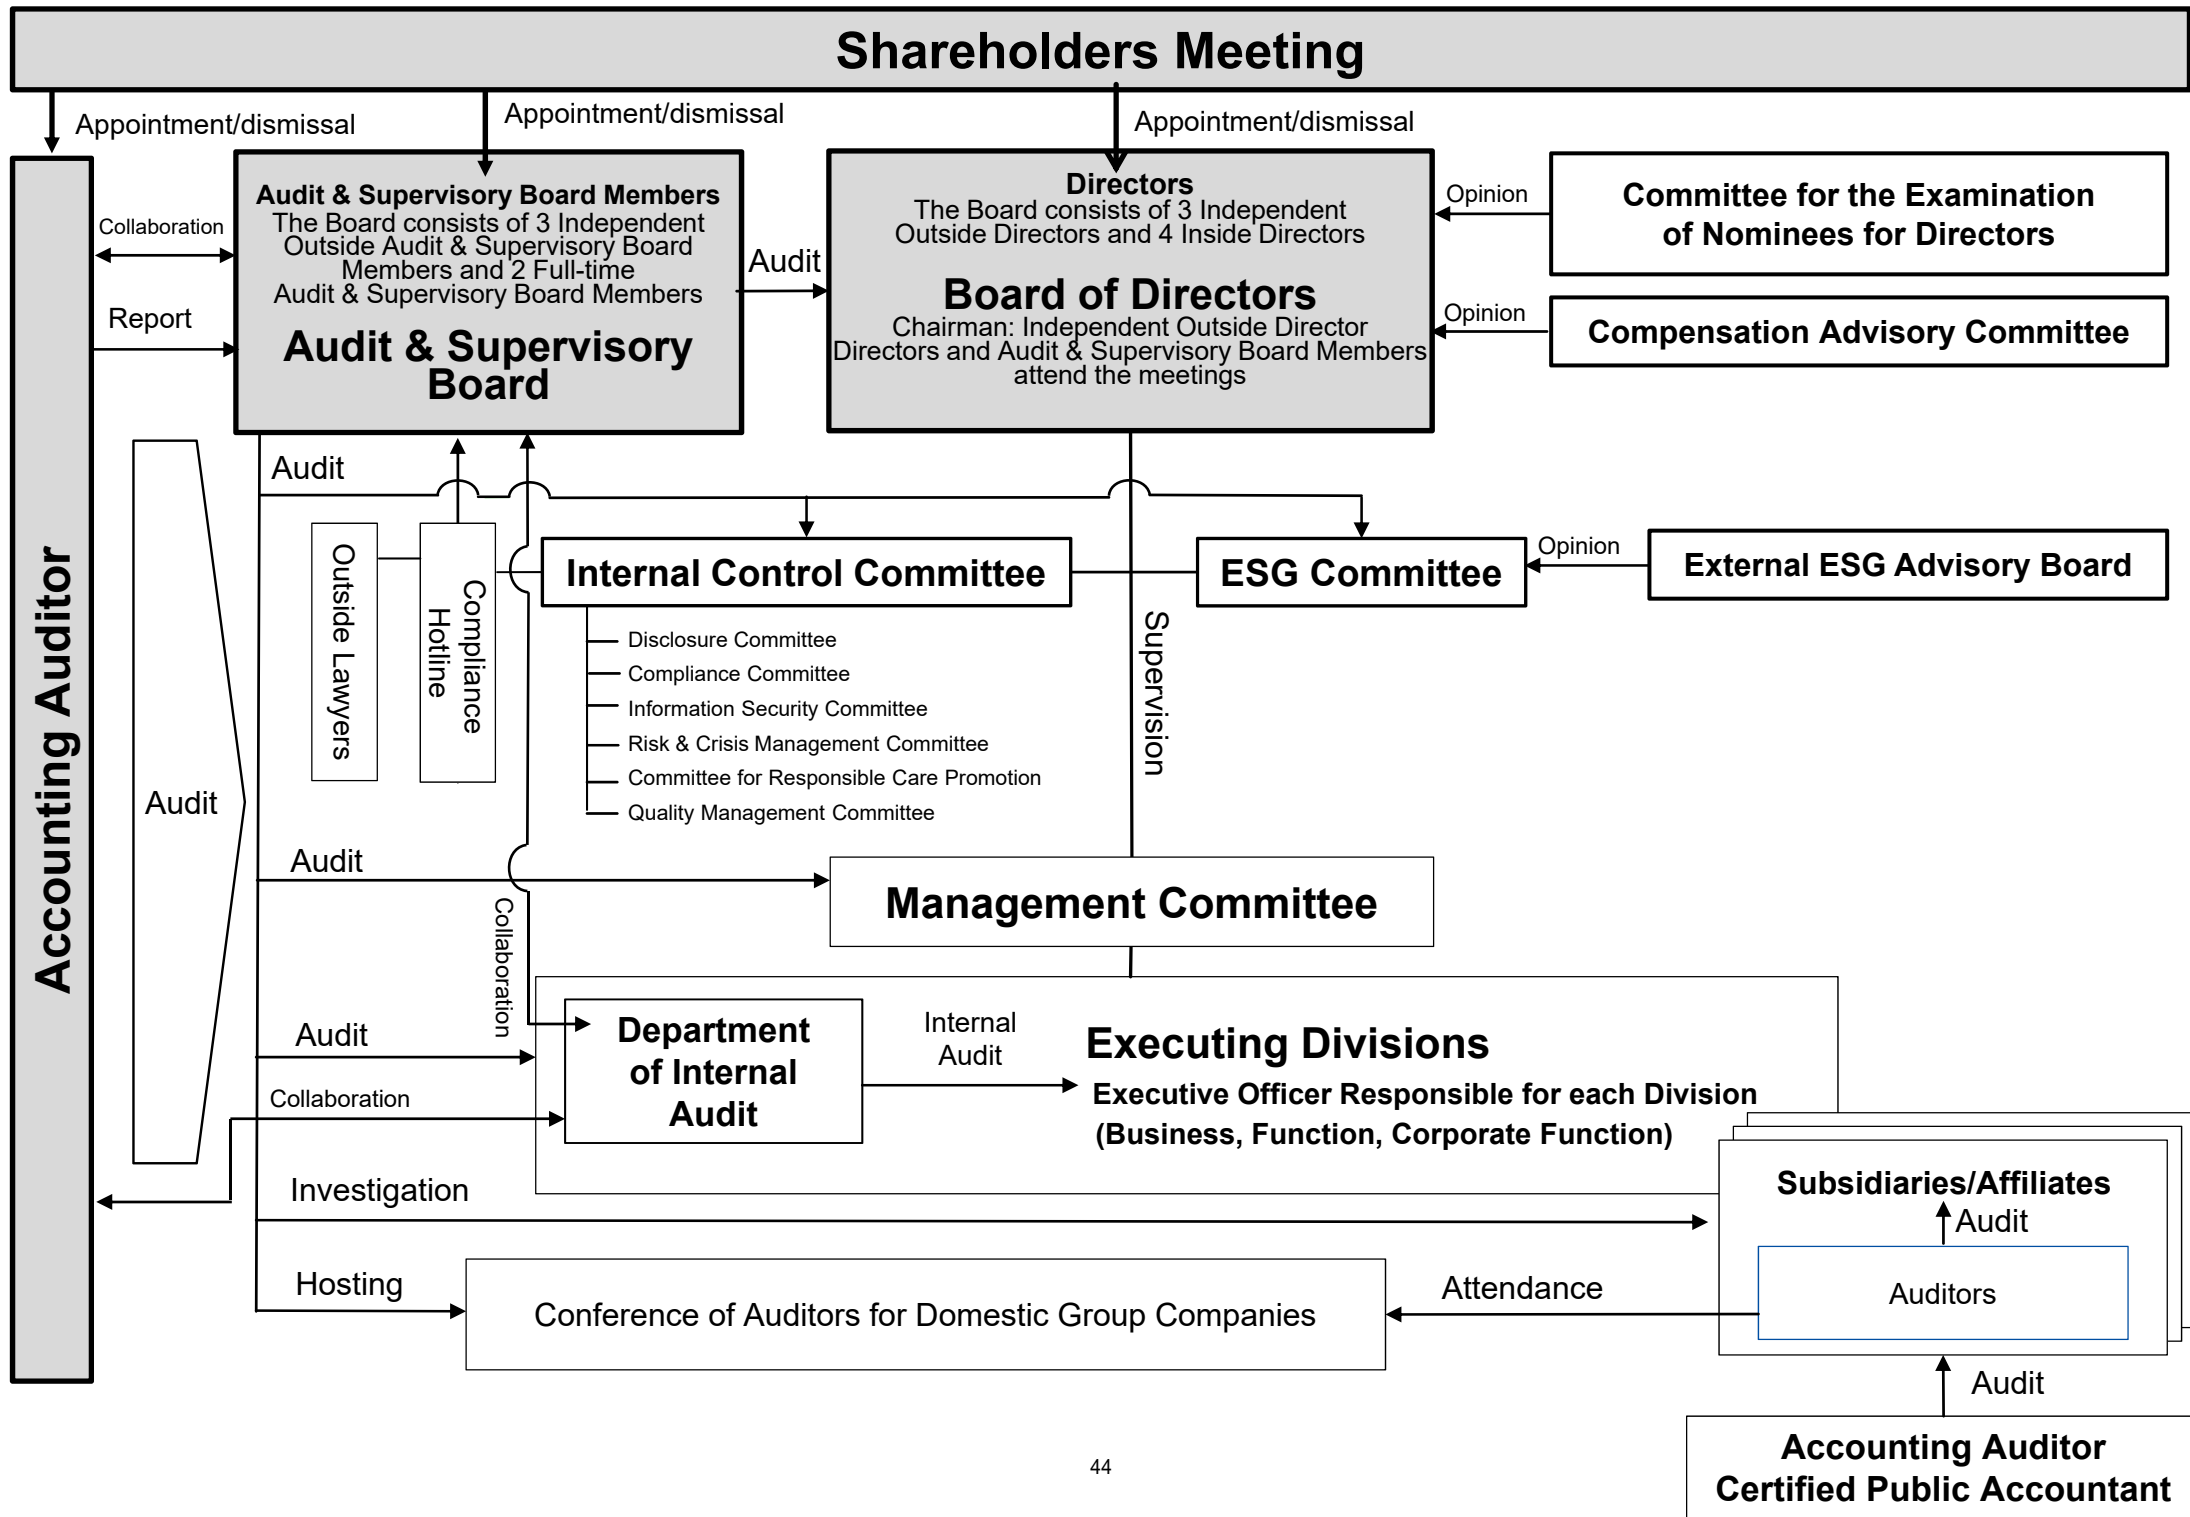 Shareholders Meeting
Appointment/dismissal
Appointment/dismissal
Appointment/dismissal
Accounting Auditor
Collaboration
Report
Audit & Supervisory Board Members
The Board consists of 3 Independent
Outside Audit & Supervisory Board
Members and 2 Full-time
Audit & Supervisory Board Members
Audit & Supervisory
Board
Audit
Directors
The Board consists of 3 Independent
Outside Directors and 4 Inside Directors
Board of Directors
Chairman: Independent Outside Director
Directors and Audit & Supervisory Board Members
attend the meetings
Opinion
Committee for the Examination
of Nominees for Directors
Opinion
Compensation Advisory Committee
Audit
Audit
Outside Lawyers
Compliance
Hotline
Internal Control Committee
ESG Committee
Opinion
External ESG Advisory Board
Disclosure Committee
Compliance Committee
Information Security Committee
Risk & Crisis Management Committee
Committee for Responsible Care Promotion
Quality Management Committee
Supervision
Audit
Management Committee
Collaboration
Audit
Department
of Internal
Audit
Internal
Audit
Executing Divisions
Executive Officer Responsible for each Division
(Business, Function, Corporate Function)
Collaboration
Investigation
Subsidiaries/Affiliates
Audit
Auditors
Hosting
Conference of Auditors for Domestic Group Companies
Attendance
Audit
Accounting Auditor
Certified Public Accountant
44